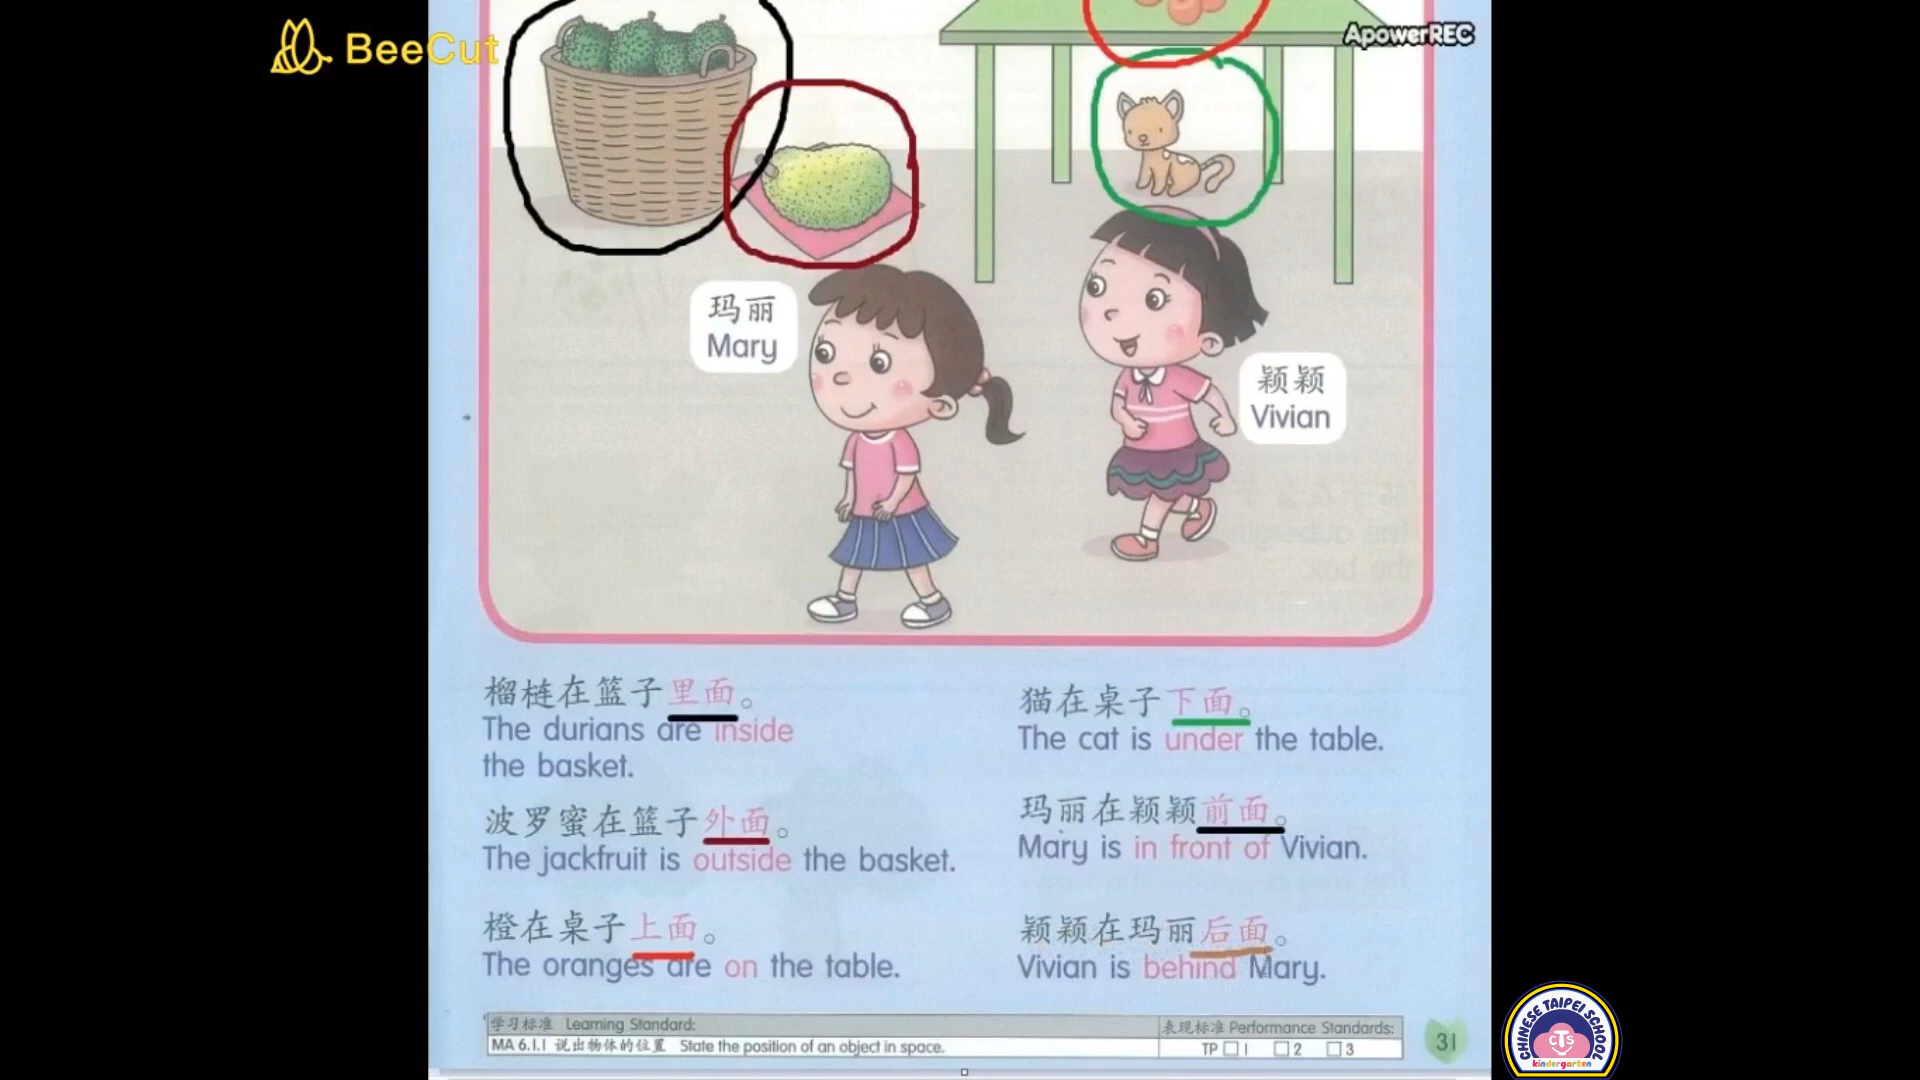 BeeCut
ApowerREC
玛丽
Mary
颖颖
Vivian
榴梿在篮子里面。
The durians are inside
the basket.
波罗蜜在篮子外面。
The jackfruit is outside the basket.
橙在桌子上面。
The oranges are on the table.
猫在桌子下面。
The cat is under the table.
玛丽在颖颖前面。
Mary is in front of Vivian.
颖颖在玛丽后面。
Vivian is behind Mary.
学习标准 Learning Standard:
MA 6.1.1 说出物体的位置 State the position of an object in space.
表现标准 Performance Standards:
TP 1 2 3
31
CHINESE TAIPEI SCHOOL
CTS
kindergarten